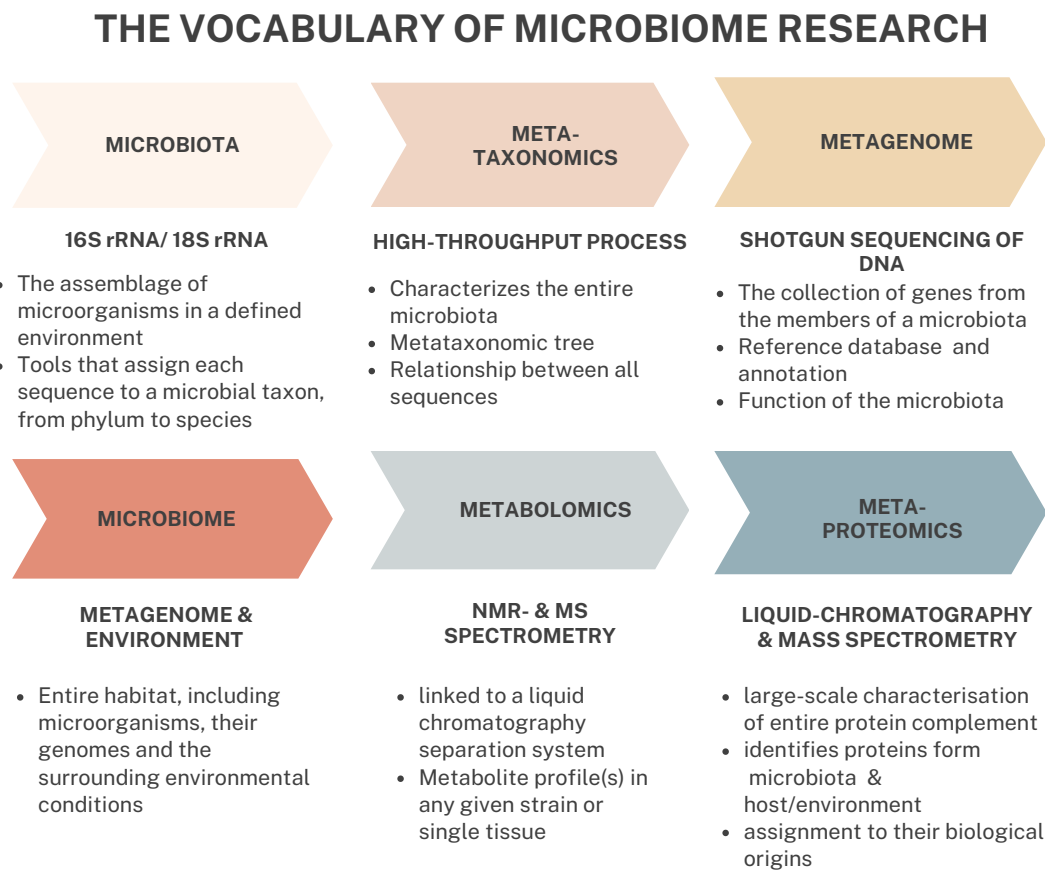 THE VOCABULARY OF MICROBIOME RESEARCH
MICROBIOTA
16S rRNA/ 18S rRNA
• The assemblage of
microorganisms in a defined
environment
• Tools that assign each
sequence to a microbial taxon,
from phylum to species
META-
TAXONOMICS
HIGH-THROUGHPUT PROCESS
• Characterizes the entire
microbiota
• Metataxonomic tree
• Relationship between all
sequences
METAGENOME
SHOTGUN SEQUENCING OF
DNA
• The collection of genes from
the members of a microbiota
• Reference database and
annotation
• Function of the microbiota
MICROBIOME
METAGENOME &
ENVIRONMENT
• Entire habitat, including
microorganisms, their
genomes and the
surrounding environmental
conditions
METABOLOMICS
NMR- & MS
SPECTROMETRY
• linked to a liquid
chromatography
separation system
• Metabolite profile(s) in
any given strain or
single tissue
META-
PROTEOMICS
LIQUID-CHROMATOGRAPHY
& MASS SPECTROMETRY
• large-scale characterisation
of entire protein complement
• identifies proteins form
microbiota &
host/environment
• assignment to their biological
origins